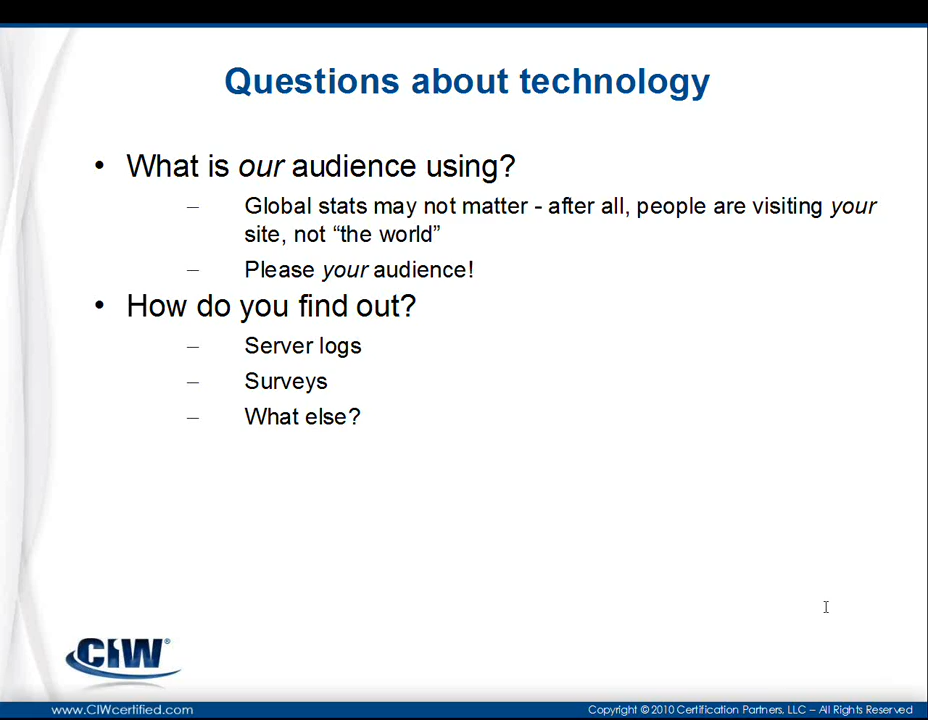 Questions about technology
• What is our audience using?
– Global stats may not matter - after all, people are visiting your
site, not “the world”
– Please your audience!
• How do you find out?
– Server logs
– Surveys
– What else?
CIW®
www.CIWcertified.com
Copyright © 2010 Certification Partners, LLC – All Rights Reserved